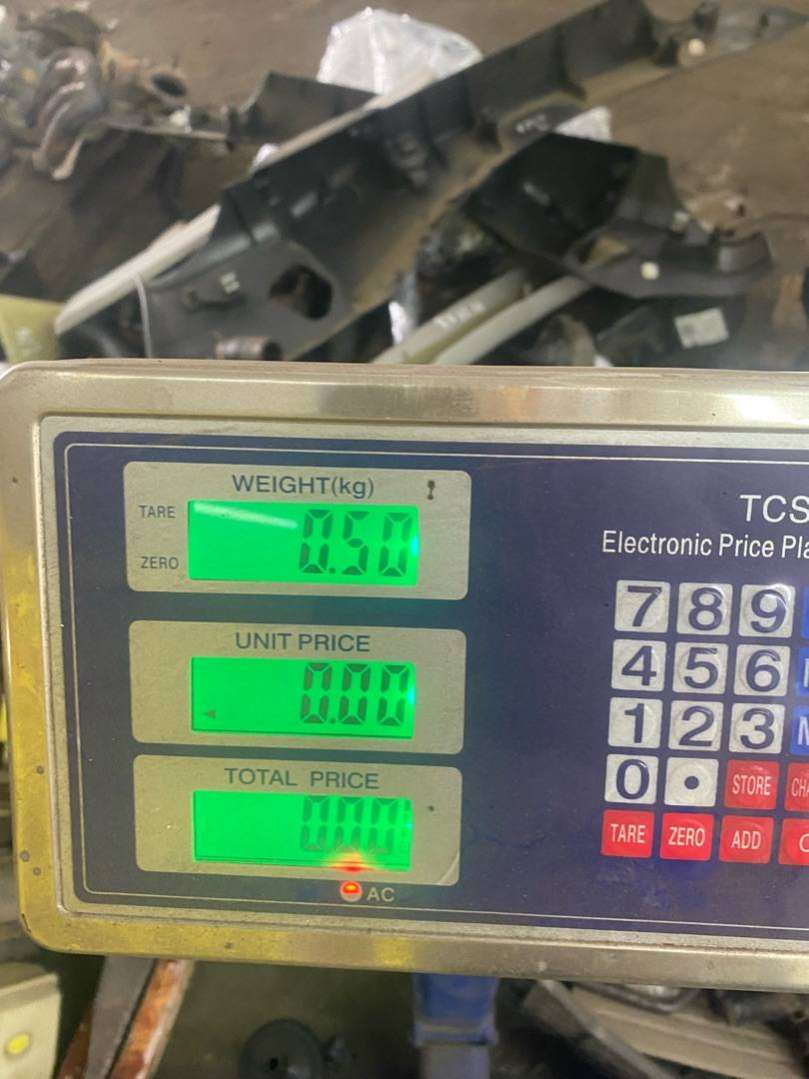 WEIGHT(kg)
TARE
0.50
ZERO
UNIT PRICE
0.00
TOTAL PRICE
0.00
AC
TCS
Electronic Price
7 8 9
4 5 6
1 2 3
0 . STORE
TARE ZERO ADD